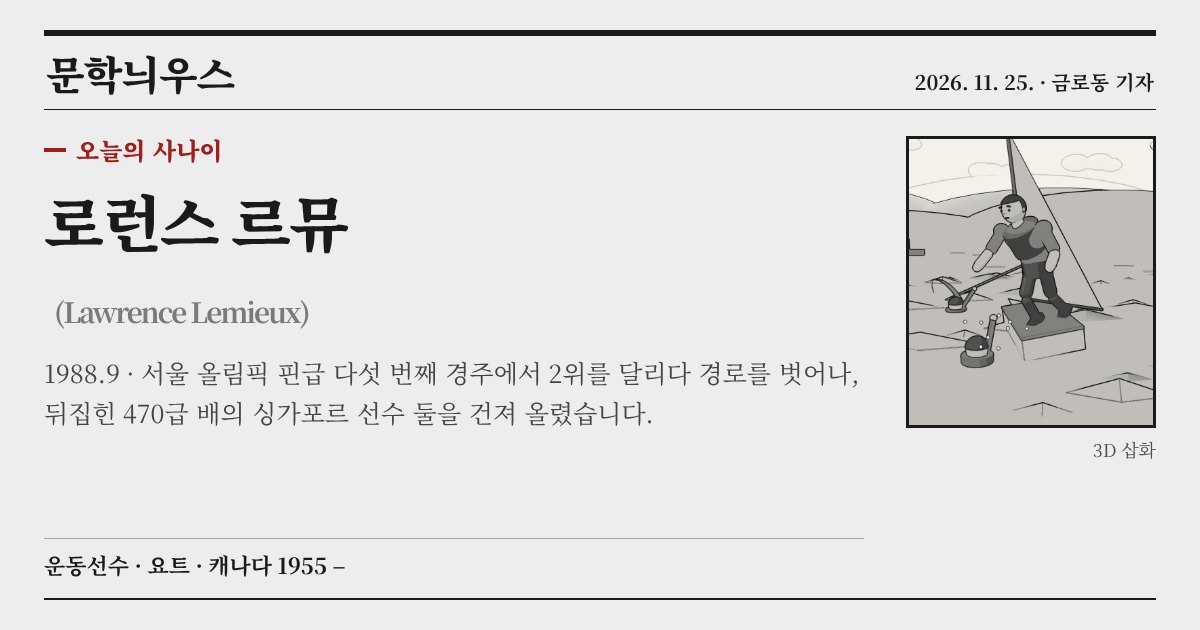 문학늬우스
2026. 11. 25. · 금로동 기자
오늘의 사나이
로런스 르뮤
(Lawrence Lemieux)
1988.9 · 서울 올림픽 핀급 다섯 번째 경주에서 2위를 달리다 경로를 벗어나,
뒤집힌 470급 배의 싱가포르 선수 둘을 건져 올렸습니다.
3D 삽화
운동선수 · 요트 · 캐나다 1955 –